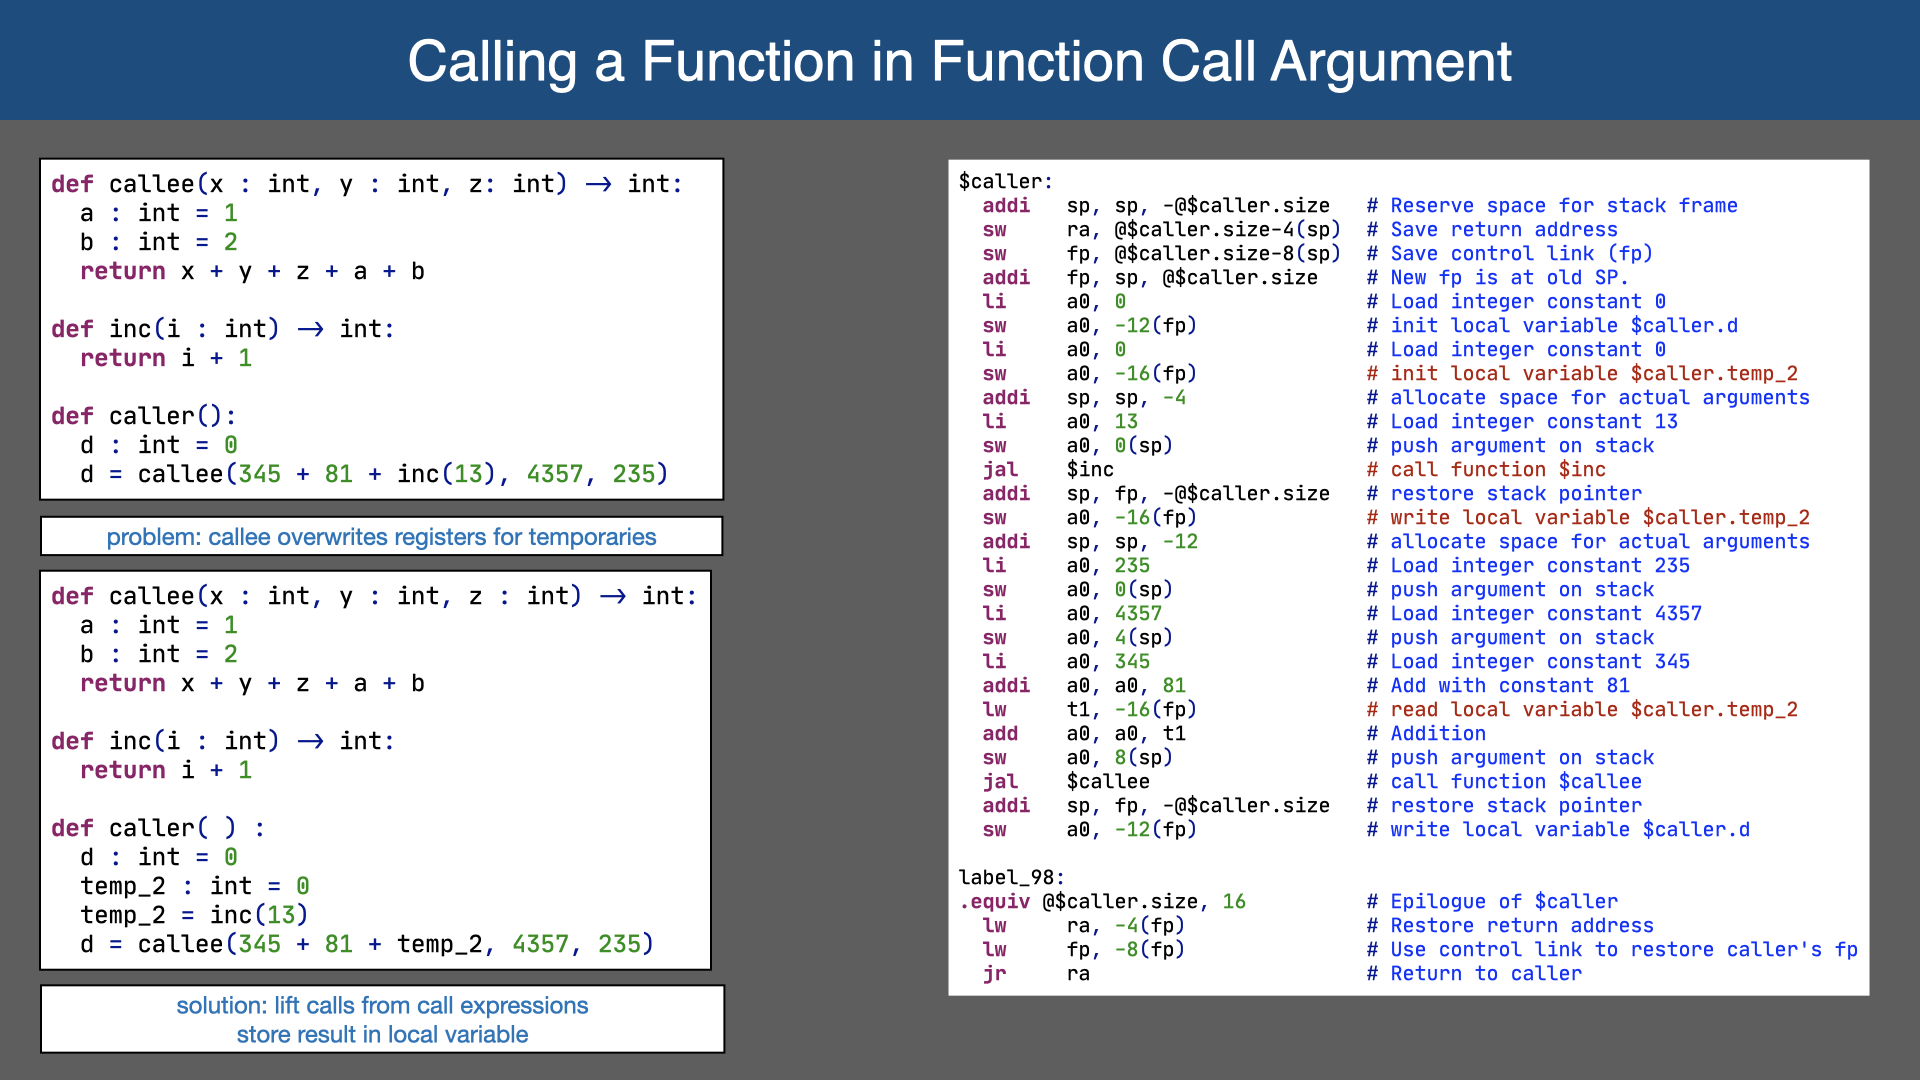 Calling a Function in Function Call Argument
def callee(x : int, y : int, z: int) → int:
  a : int = 1
  b : int = 2
  return x + y + z + a + b

def inc(i : int) → int:
  return i + 1

def caller():
  d : int = 0
  d = callee(345 + 81 + inc(13), 4357, 235)
problem: callee overwrites registers for temporaries
def callee(x : int, y : int, z : int) → int:
  a : int = 1
  b : int = 2
  return x + y + z + a + b

def inc(i : int) → int:
  return i + 1

def caller( ) :
  d : int = 0
  temp_2 : int = 0
  temp_2 = inc(13)
  d = callee(345 + 81 + temp_2, 4357, 235)
solution: lift calls from call expressions
store result in local variable
$caller:
  addi   sp, sp, -@$caller.size   # Reserve space for stack frame
  sw     ra, @$caller.size-4(sp)  # Save return address
  sw     fp, @$caller.size-8(sp)  # Save control link (fp)
  addi   fp, sp, @$caller.size    # New fp is at old SP.
  li     a0, 0                    # Load integer constant 0
  sw     a0, -12(fp)              # init local variable $caller.d
  li     a0, 0                    # Load integer constant 0
  sw     a0, -16(fp)              # init local variable $caller.temp_2
  addi   sp, sp, -4               # allocate space for actual arguments
  li     a0, 13                   # Load integer constant 13
  sw     a0, 0(sp)                # push argument on stack
  jal    $inc                     # call function $inc
  addi   sp, fp, -@$caller.size   # restore stack pointer
  sw     a0, -16(fp)              # write local variable $caller.temp_2
  addi   sp, sp, -12              # allocate space for actual arguments
  li     a0, 235                  # Load integer constant 235
  sw     a0, 0(sp)                # push argument on stack
  li     a0, 4357                 # Load integer constant 4357
  sw     a0, 4(sp)                # push argument on stack
  li     a0, 345                  # Load integer constant 345
  addi   a0, a0, 81               # Add with constant 81
  lw     t1, -16(fp)              # read local variable $caller.temp_2
  add    a0, a0, t1               # Addition
  sw     a0, 8(sp)                # push argument on stack
  jal    $callee                  # call function $callee
  addi   sp, fp, -@$caller.size   # restore stack pointer
  sw     a0, -12(fp)              # write local variable $caller.d

label_98:
.equiv @$caller.size, 16          # Epilogue of $caller
  lw     ra, -4(fp)               # Restore return address
  lw     fp, -8(fp)               # Use control link to restore caller's fp
  jr     ra                       # Return to caller